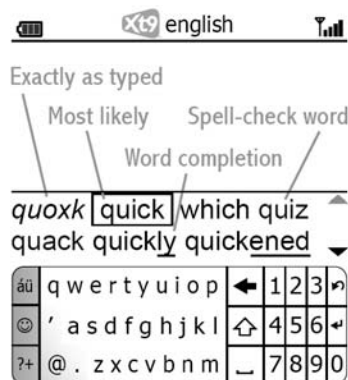 Xt9 english
Exactly as typed
Most likely Spell-check word
Word completion
quoxk quick which quiz
quack quickly quickened
áü q w e r t y u i o p 1 2 3
' a s d f g h j k l 4 5 6
?+ @ . z x c v b n m 7 8 9 0